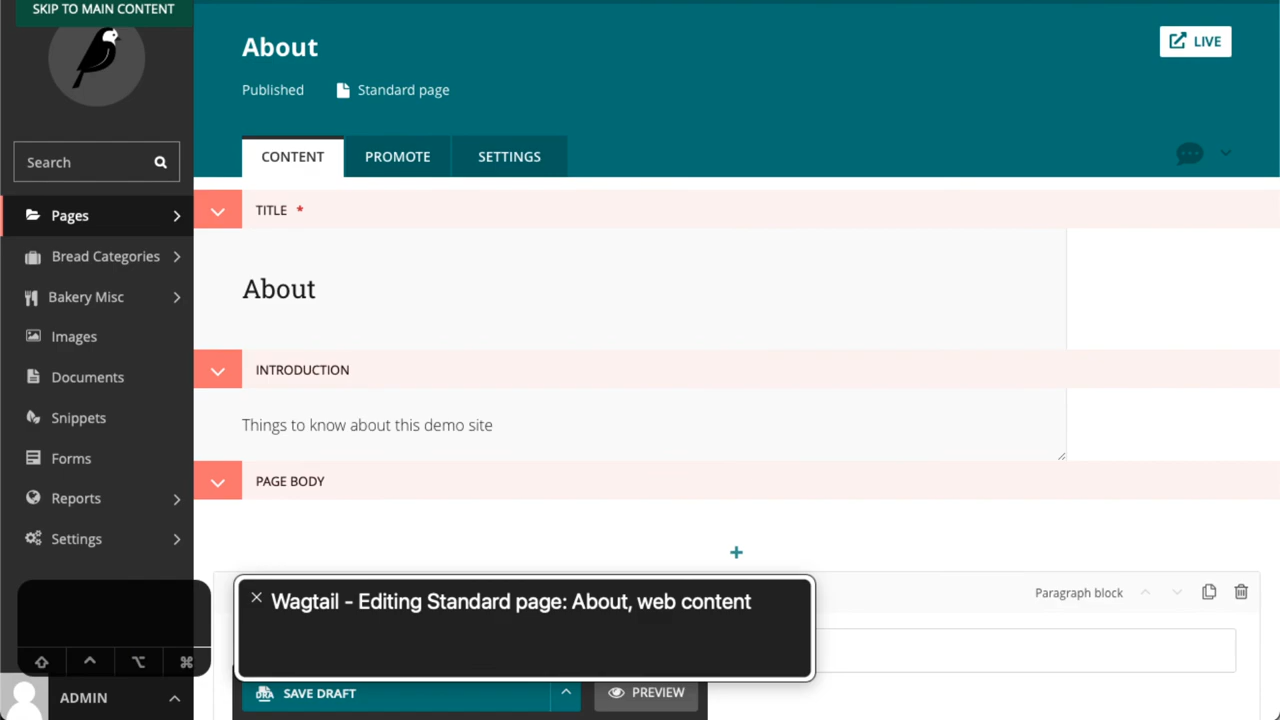 SKIP TO MAIN CONTENT
Search
Pages
Bread Categories
Bakery Misc
Images
Documents
Snippets
Forms
Reports
Settings
ADMIN
About
LIVE
Published
Standard page
CONTENT
PROMOTE
SETTINGS
TITLE *
About
INTRODUCTION
Things to know about this demo site
PAGE BODY
Paragraph block
Wagtail - Editing Standard page: About, web content
SAVE DRAFT
PREVIEW